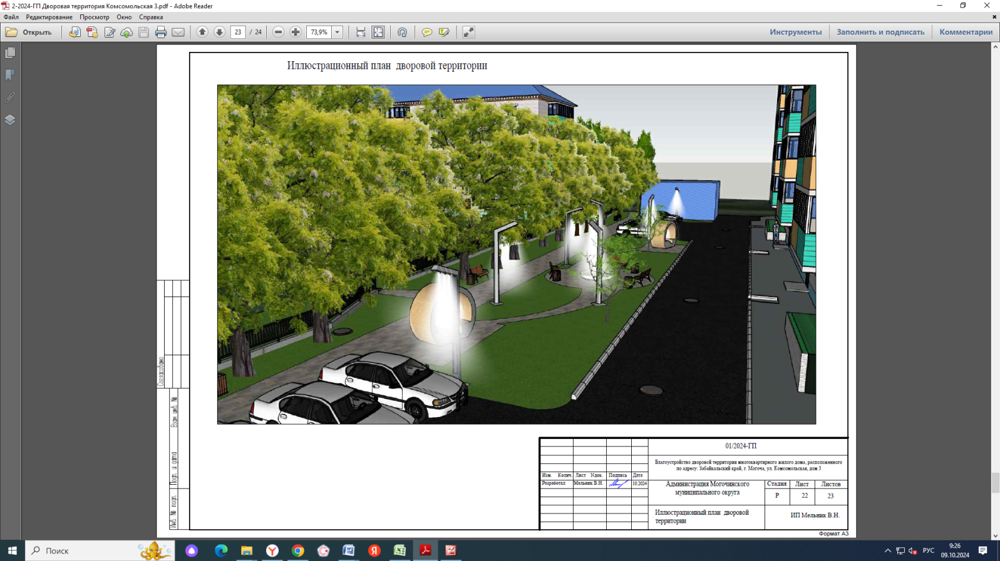 2-2024-ГП Дворовая территория Комсомольская 3.pdf - Adobe Reader
Файл Редактирование Просмотр Окно Справка
Открыть 23 / 24 73,9% Инструменты Заполнить и подписать Комментарии
Иллюстрационный план дворовой территории
Согласовано
Взам. инв. №
Подп. и дата
Инв. № подл.
01/2024-ГП
Благоустройство дворовой территории многоквартирного жилого дома, расположенного
по адресу: Забайкальский край, г. Могоча, ул. Комсомольская, дом 3
Изм. Колич. Лист Nдок. Подпись Дата
Разработал Мельник В.Н. 10.2024
Администрация Могочинского
муниципального округа
Стадия Лист Листов
Р 22 23
Иллюстрационный план дворовой
территории
ИП Мельник В.Н.
Формат А3
Поиск
РУС
9:26
09.10.2024